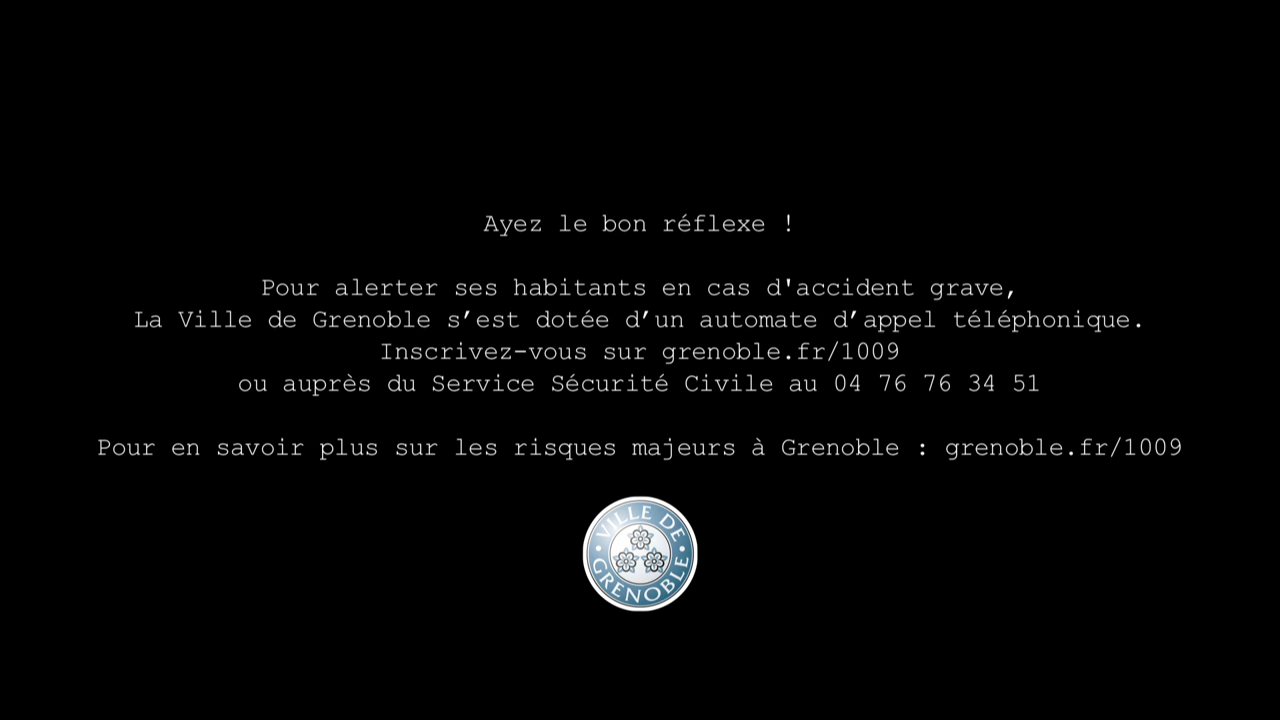 Ayez le bon réflexe !
Pour alerter ses habitants en cas d'accident grave,
La Ville de Grenoble s’est dotée d’un automate d’appel téléphonique.
Inscrivez-vous sur grenoble.fr/1009
ou auprès du Service Sécurité Civile au 04 76 76 34 51
Pour en savoir plus sur les risques majeurs à Grenoble : grenoble.fr/1009
VILLE DE
GRENOBLE